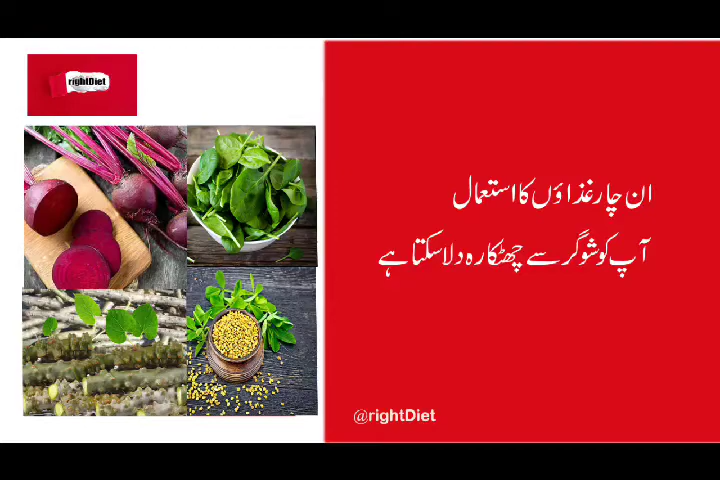 rightDiet
ان چار غذاؤں کا استعمال
آپ کو شوگر سے چھٹکارہ دلا سکتا ہے
@rightDiet